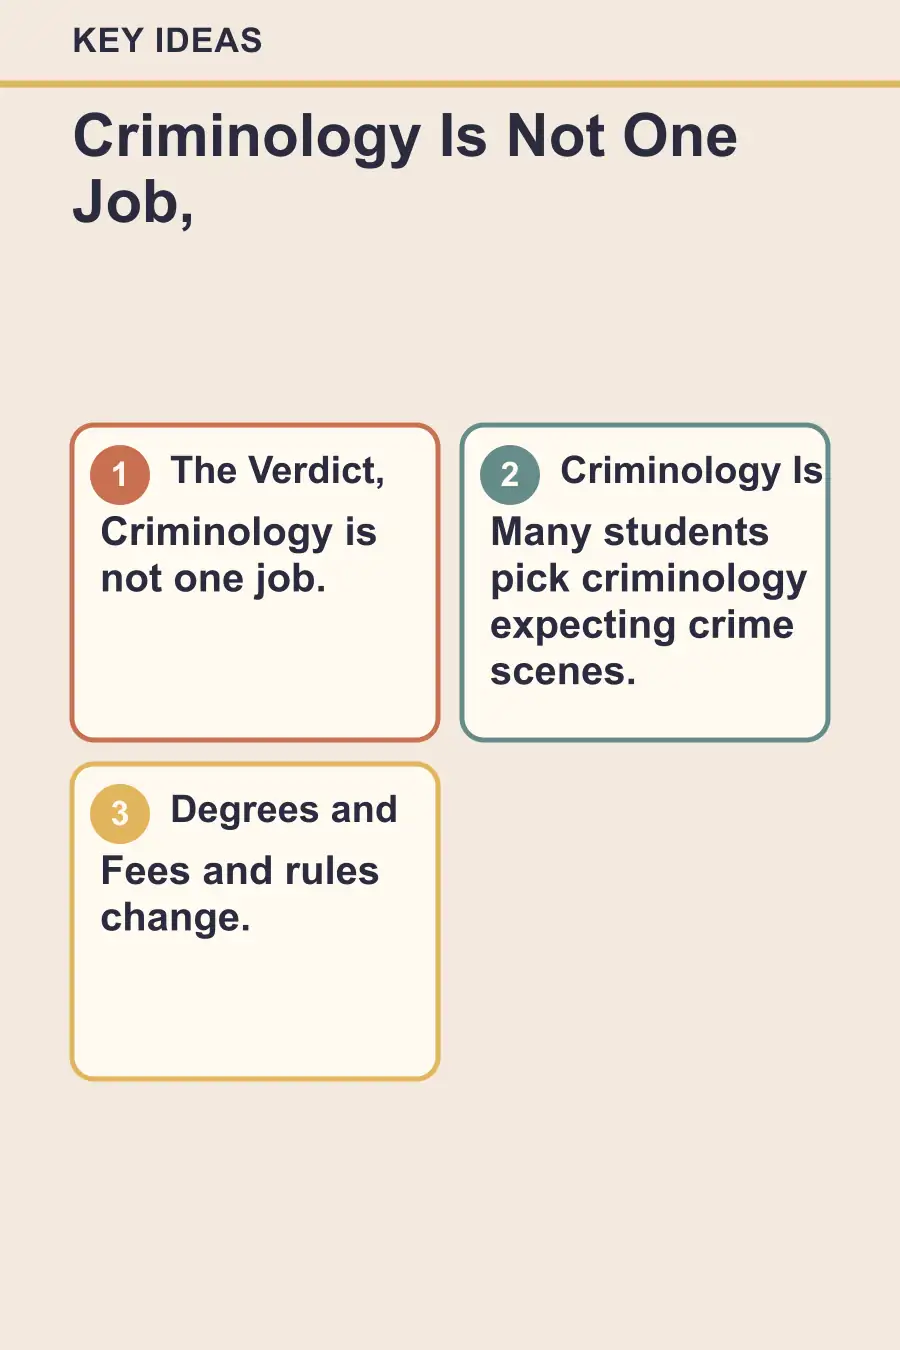 KEY IDEAS
Criminology Is Not One
Job,
1 The Verdict,
Criminology is
not one job.
2 Criminology Is
Many students
pick criminology
expecting crime
scenes.
3 Degrees and
Fees and rules
change.